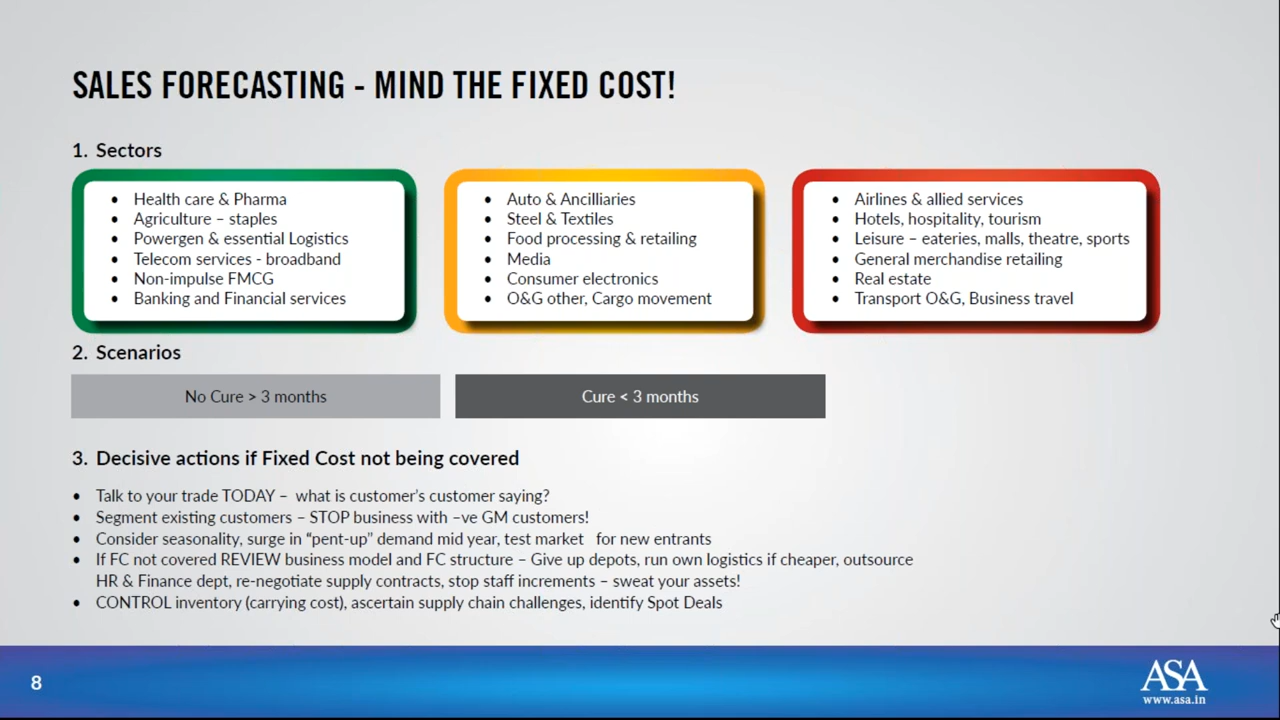 SALES FORECASTING - MIND THE FIXED COST!
1. Sectors
• Health care & Pharma
• Agriculture – staples
• Powergen & essential Logistics
• Telecom services - broadband
• Non-impulse FMCG
• Banking and Financial services
• Auto & Ancilliaries
• Steel & Textiles
• Food processing & retailing
• Media
• Consumer electronics
• O&G other, Cargo movement
• Airlines & allied services
• Hotels, hospitality, tourism
• Leisure – eateries, malls, theatre, sports
• General merchandise retailing
• Real estate
• Transport O&G, Business travel
2. Scenarios
No Cure > 3 months
Cure < 3 months
3. Decisive actions if Fixed Cost not being covered
• Talk to your trade TODAY – what is customer's customer saying?
• Segment existing customers – STOP business with –ve GM customers!
• Consider seasonality, surge in "pent-up" demand mid year, test market for new entrants
• If FC not covered REVIEW business model and FC structure – Give up depots, run own logistics if cheaper, outsource
HR & Finance dept, re-negotiate supply contracts, stop staff increments – sweat your assets!
• CONTROL inventory (carrying cost), ascertain supply chain challenges, identify Spot Deals
8
ASA
www.asa.in